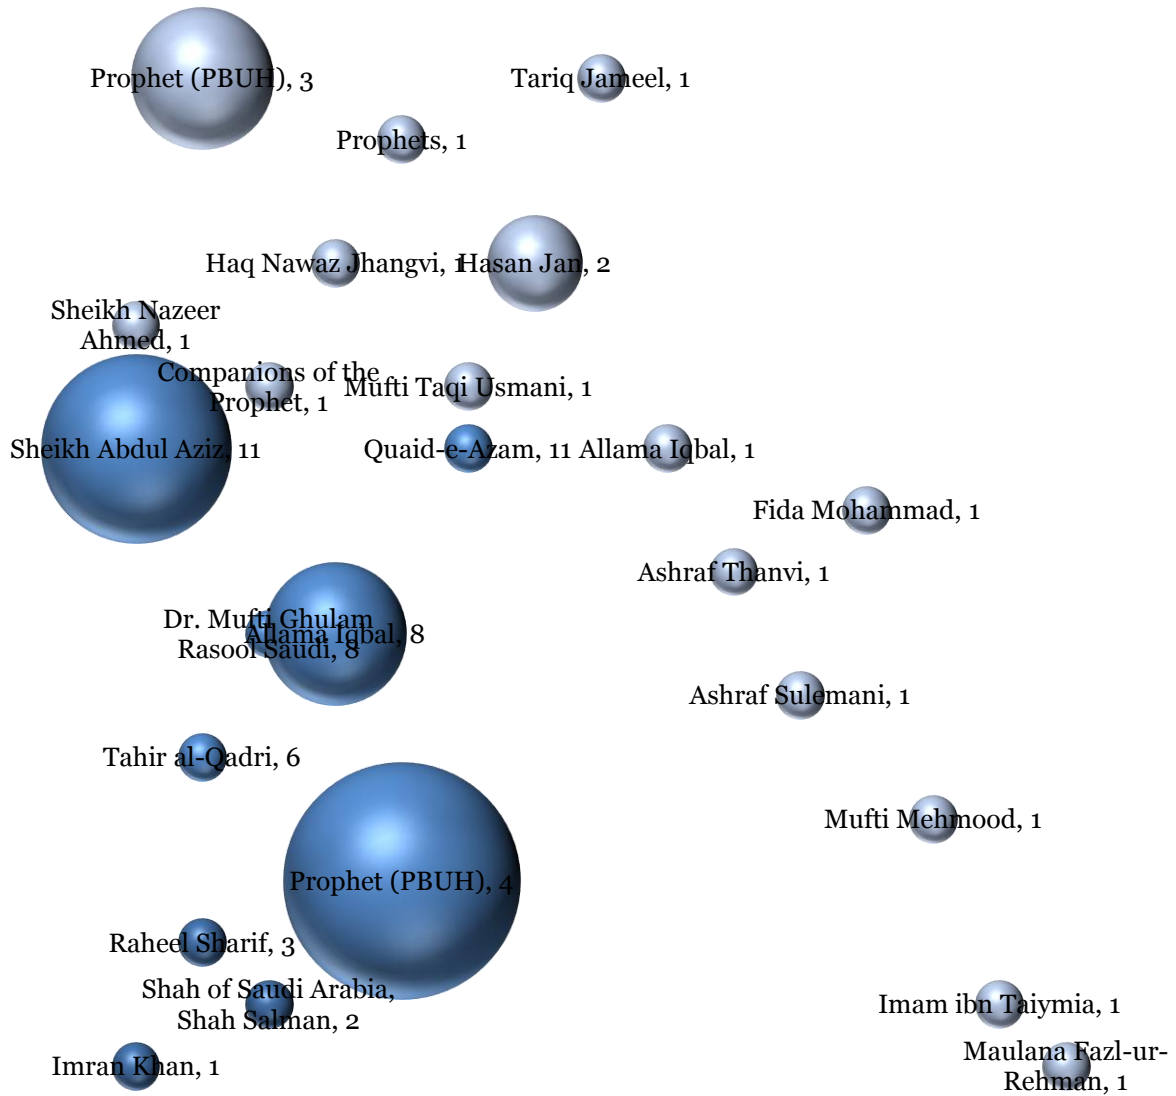 Prophet (PBUH), 3
Tariq Jameel, 1
Prophets, 1
Haq Nawaz Jhangvi, 1
Hasan Jan, 2
Sheikh Nazeer
Ahmed, 1
Companions of the
Prophet, 1
Mufti Taqi Usmani, 1
Sheikh Abdul Aziz, 11
Quaid-e-Azam, 11
Allama Iqbal, 1
Fida Mohammad, 1
Ashraf Thanvi, 1
Dr. Mufti Ghulam
Rasool Saudi, 8
Allama Iqbal, 8
Ashraf Sulemani, 1
Tahir al-Qadri, 6
Mufti Mehmood, 1
Prophet (PBUH), 4
Raheel Sharif, 3
Shah of Saudi Arabia,
Shah Salman, 2
Imam ibn Taiymia, 1
Imran Khan, 1
Maulana Fazl-ur-
Rehman, 1